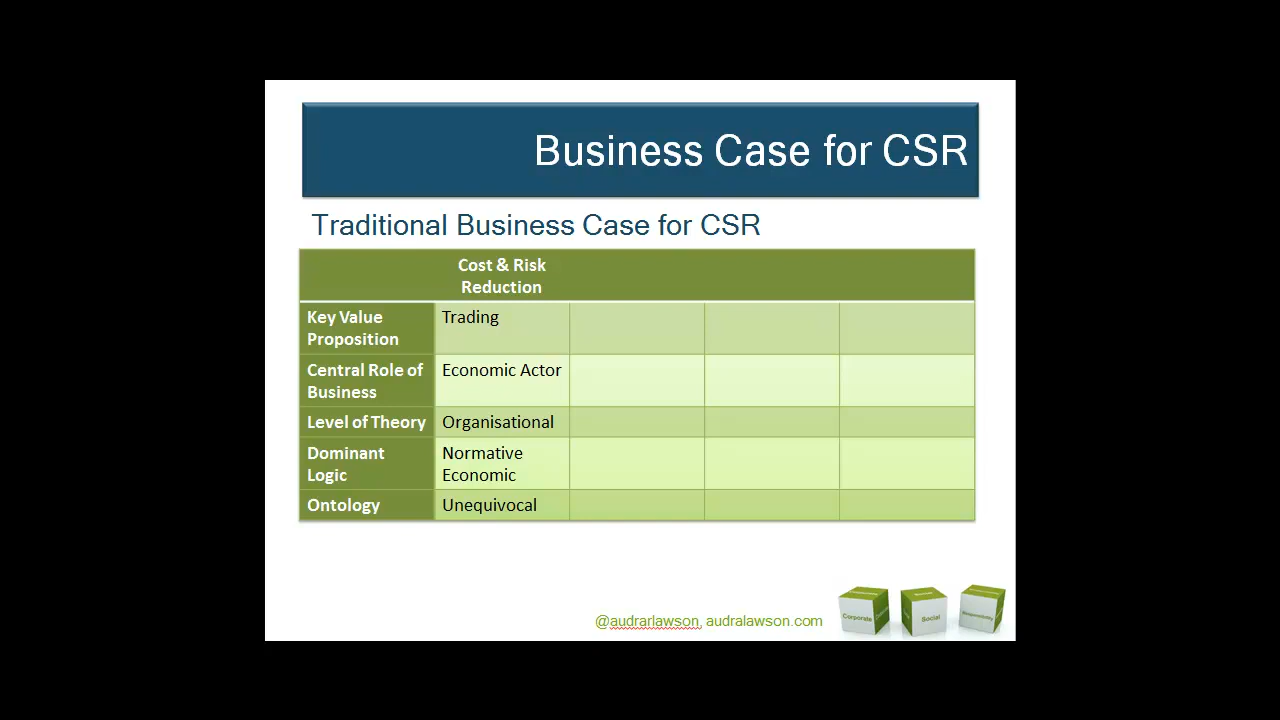 Business Case for CSR
Traditional Business Case for CSR
Cost & Risk
Reduction
Key Value
Proposition
Trading
Central Role of
Business
Economic Actor
Level of Theory
Organisational
Dominant
Logic
Normative
Economic
Ontology
Unequivocal
@audrarlawson, audralawson.com
Corporate
Social
Responsibility